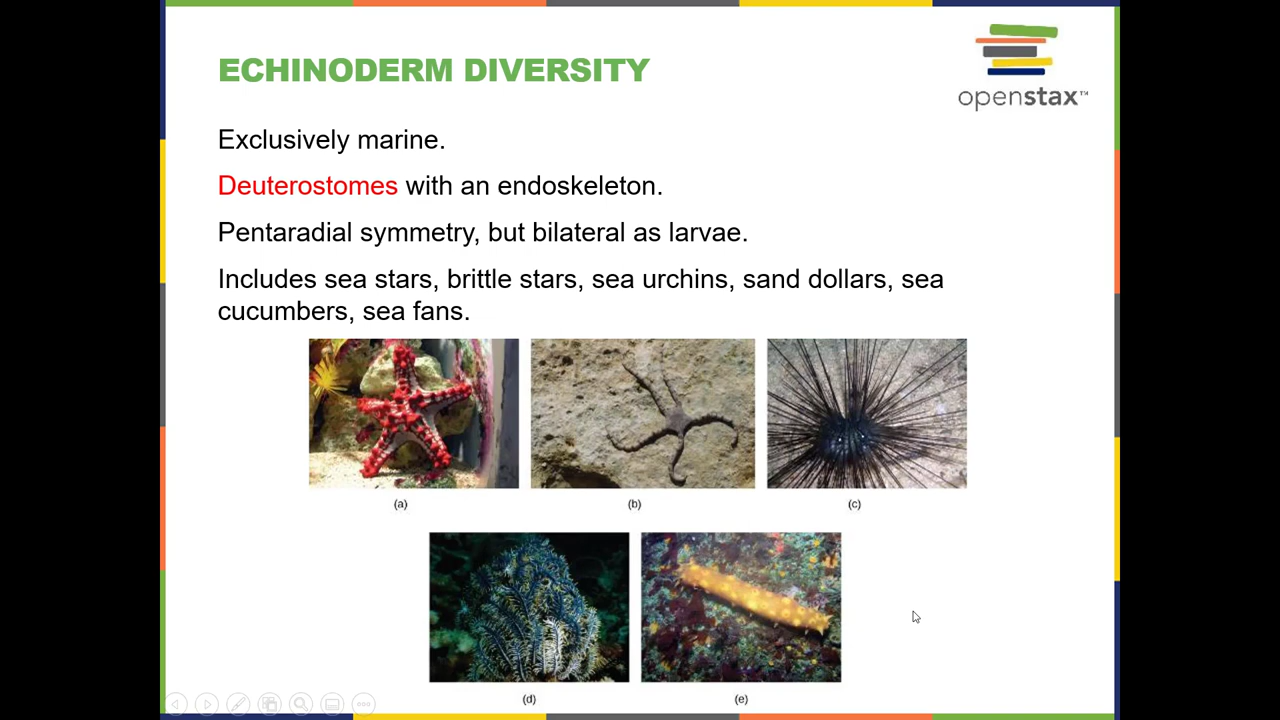 openstax™
ECHINODERM DIVERSITY
Exclusively marine.
Deuterostomes with an endoskeleton.
Pentaradial symmetry, but bilateral as larvae.
Includes sea stars, brittle stars, sea urchins, sand dollars, sea
cucumbers, sea fans.
(a)
(b)
(c)
(d)
(e)